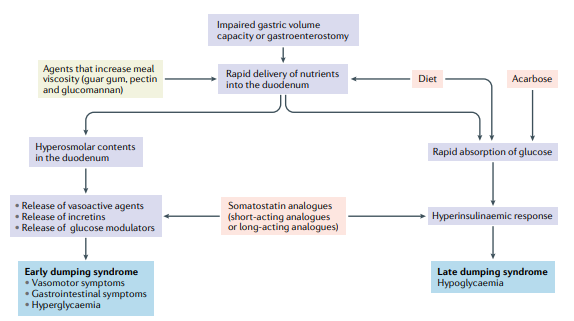 Impaired gastric volume
capacity or gastroenterostomy
Agents that increase meal
viscosity (guar gum, pectin
and glucomannan)
Rapid delivery of nutrients
into the duodenum
Diet
Acarbose
Hyperosmolar contents
in the duodenum
Rapid absorption of glucose
• Release of vasoactive agents
• Release of incretins
• Release of glucose modulators
Somatostatin analogues
(short-acting analogues
or long-acting analogues)
Hyperinsulinaemic response
Early dumping syndrome
• Vasomotor symptoms
• Gastrointestinal symptoms
• Hyperglycaemia
Late dumping syndrome
Hypoglycaemia